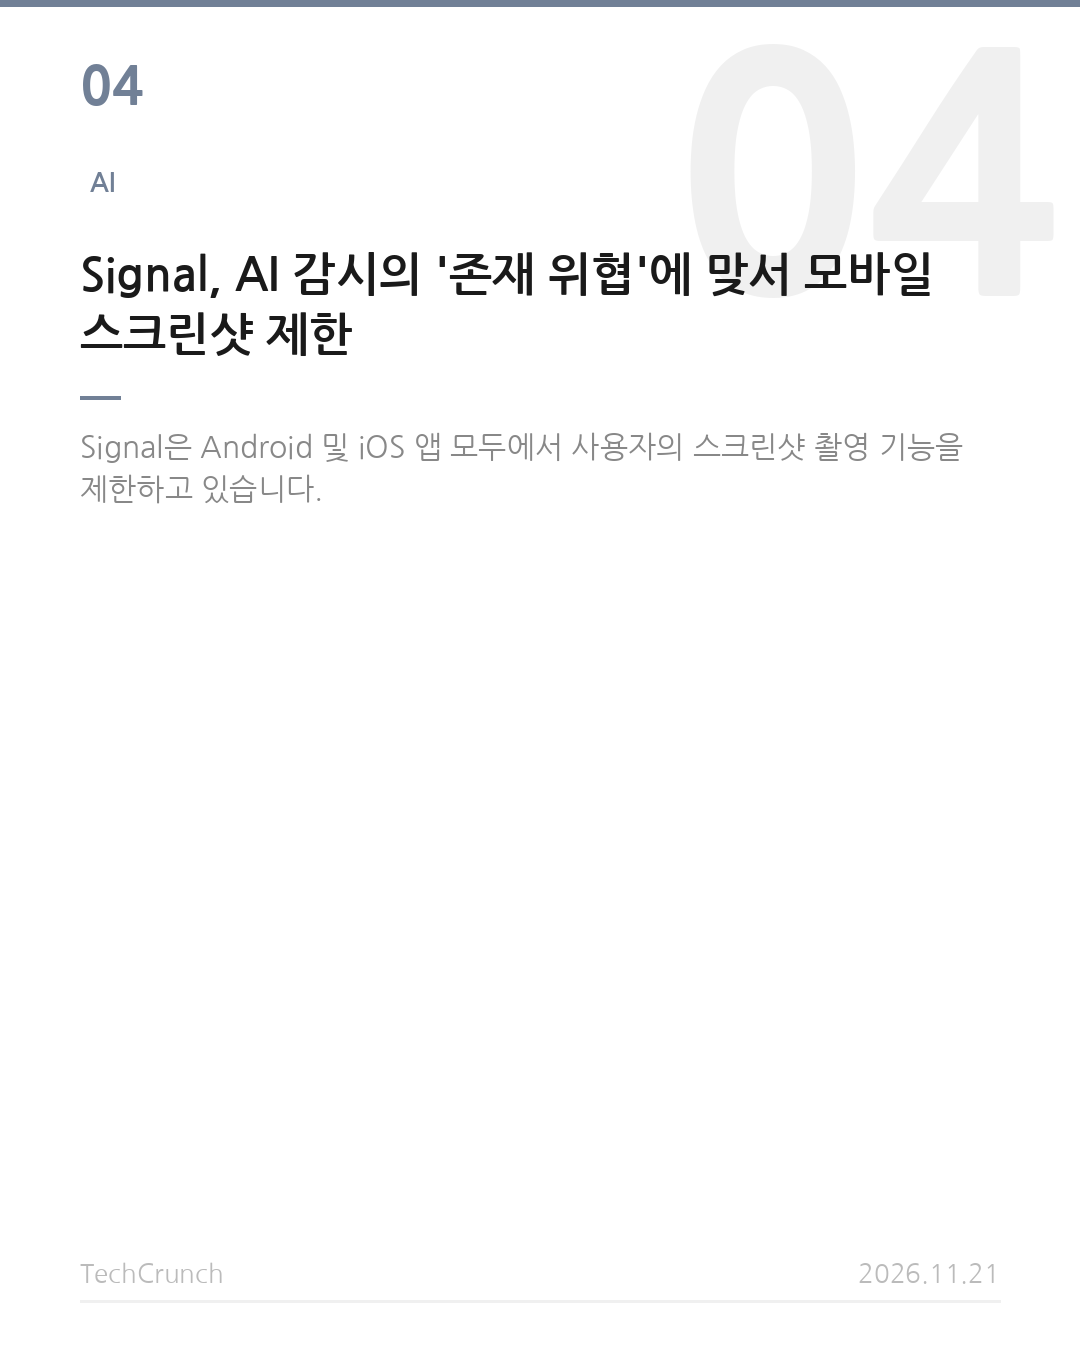 04
04
AI
Signal, AI 감시의 '존재 위협'에 맞서 모바일
스크린샷 제한
Signal은 Android 및 iOS 앱 모두에서 사용자의 스크린샷 촬영 기능을
제한하고 있습니다.
TechCrunch
2026.11.21